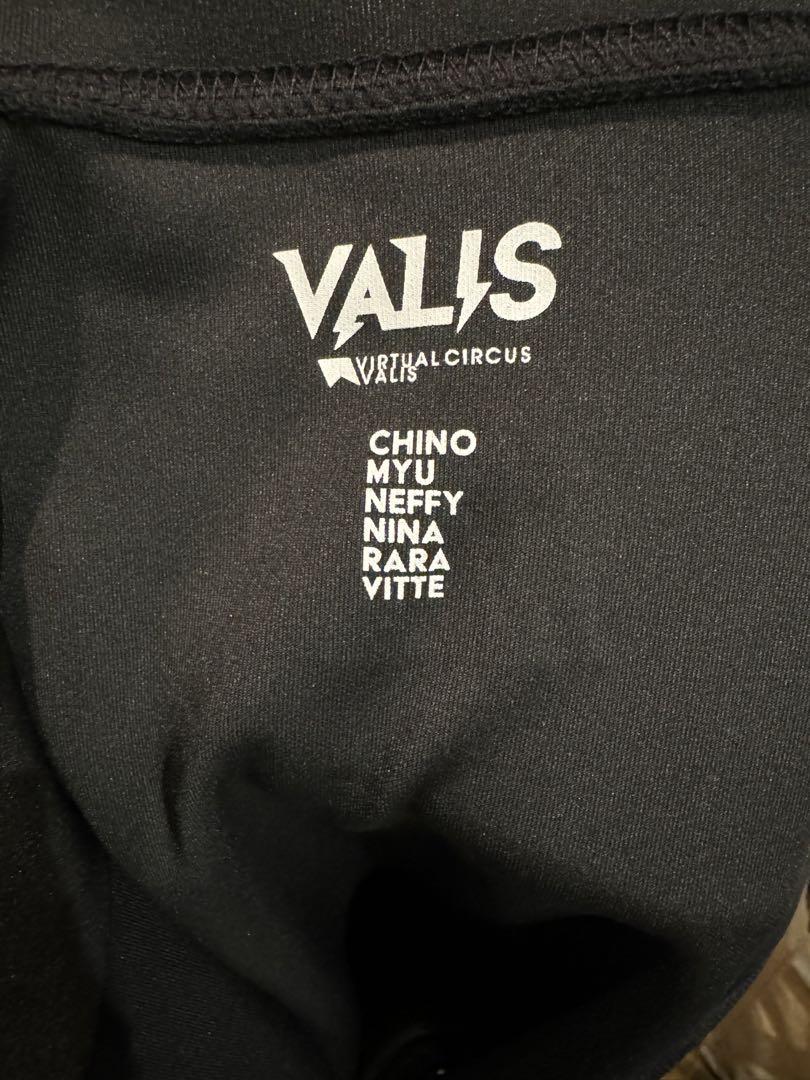 VALIS
VIRTUAL CIRCUS
VALIS
CHINO
MYU
NEFFY
NINA
RARA
VITTE